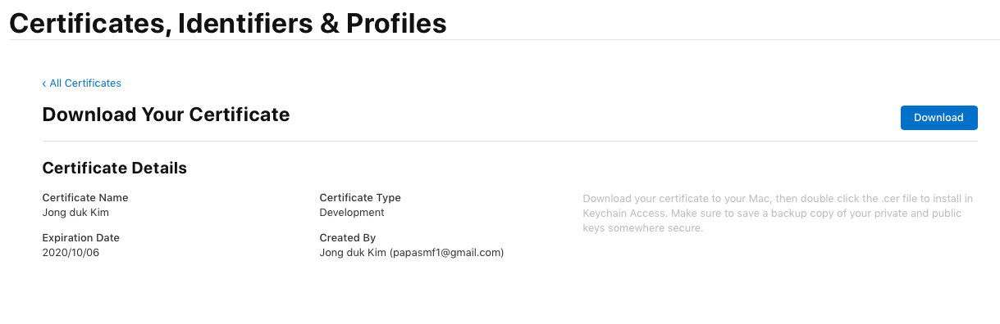 Certificates, Identifiers & Profiles
‹ All Certificates
Download Your Certificate
Download
Certificate Details
Certificate Name
Jong duk Kim
Certificate Type
Development
Download your certificate to your Mac, then double click the .cer file to install in
Keychain Access. Make sure to save a backup copy of your private and public
keys somewhere secure.
Expiration Date
2020/10/06
Created By
Jong duk Kim (papasmf1@gmail.com)